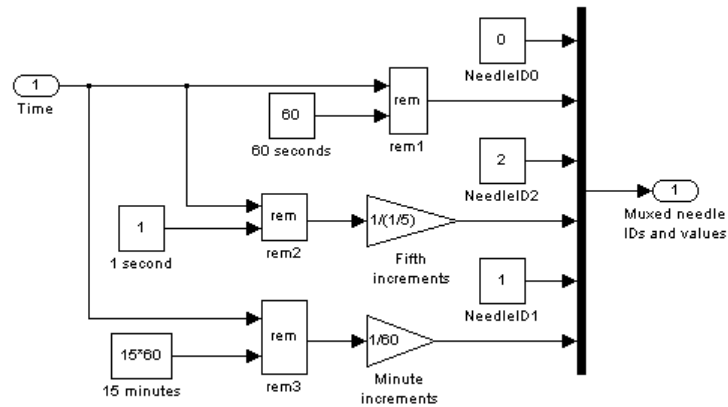 0
NeedleID0
1
Time
rem
rem1
60
60 seconds
2
NeedleID2
1
Muxed needle
IDs and values
rem
rem2
1/(1/5)
Fifth
increments
1
1 second
1
NeedleID1
rem
rem3
15*60
15 minutes
1/60
Minute
increments